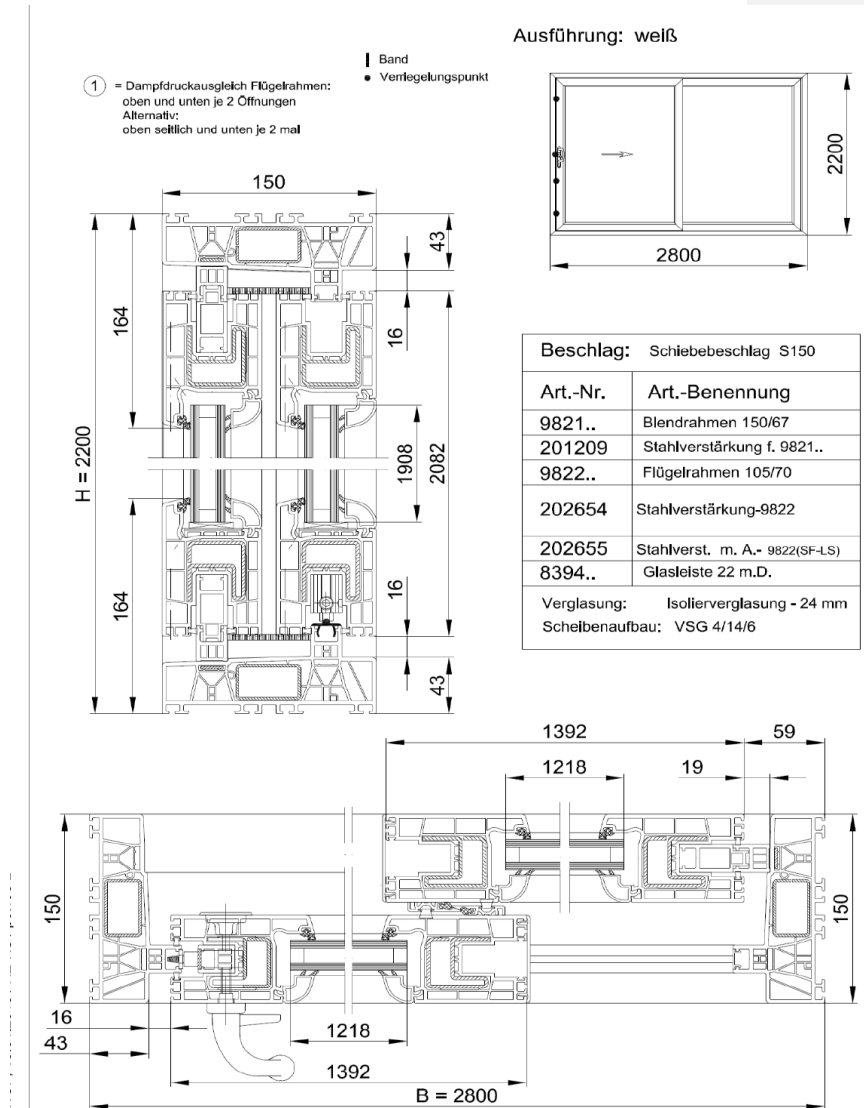 Ausführung: weiß
Band
Verriegelungspunkt
1 = Dampfdruckausgleich Flügelrahmen:
oben und unten je 2 Öffnungen
Alternativ:
oben seitlich und unten je 2 mal
2200
2800
150
43
164
16
H = 2200
1908
2082
164
16
43
Beschlag: Schiebebeschlag S150
Art.-Nr. Art.-Benennung
9821.. Blendrahmen 150/67
201209 Stahlverstärkung f. 9821..
9822.. Flügelrahmen 105/70
202654 Stahlverstärkung-9822
202655 Stahlverst. m. A.- 9822(SF-LS)
8394.. Glasleiste 22 m.D.
Verglasung: Isolierverglasung - 24 mm
Scheibenaufbau: VSG 4/14/6
1392 59
1218 19
150
150
16
43
1218
1392
B = 2800